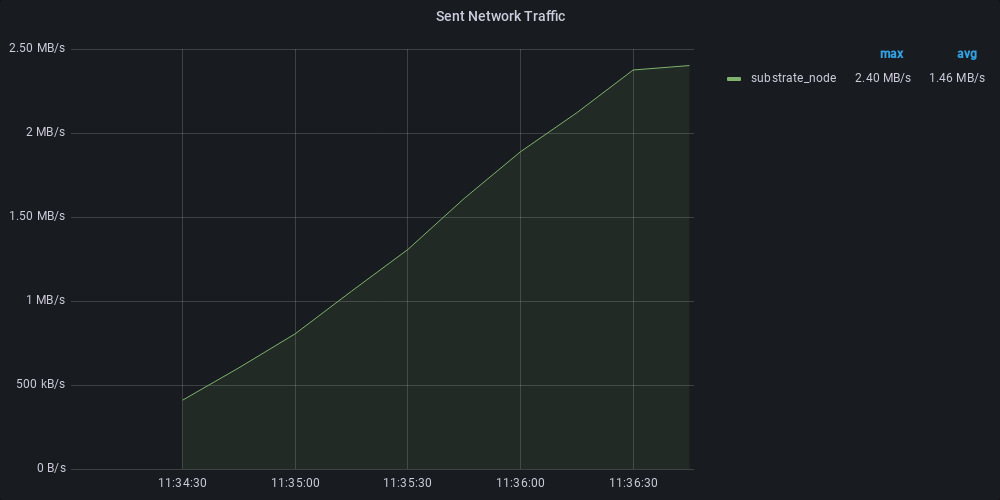 Sent Network Traffic
2.50 MB/s
2 MB/s
1.50 MB/s
1 MB/s
500 kB/s
0 B/s
11:34:30 11:35:00 11:35:30 11:36:00 11:36:30
max avg
substrate_node 2.40 MB/s 1.46 MB/s